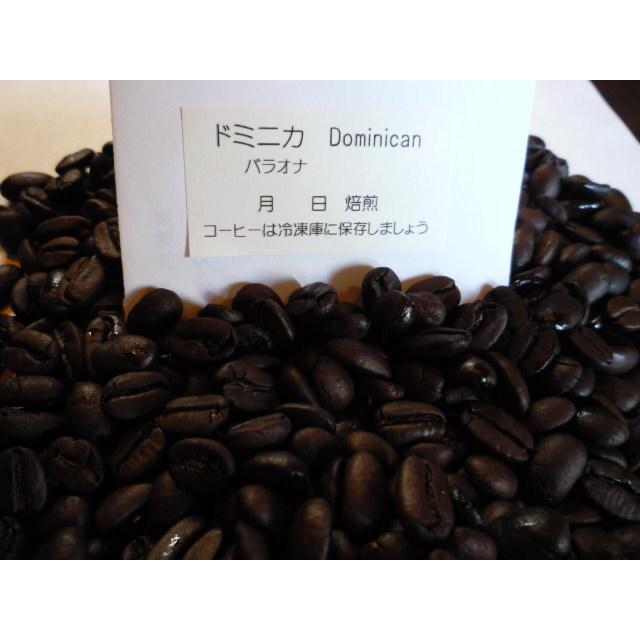 ドミニカ Dominican
バラオナ
月 日 焙煎
コーヒーは冷凍庫に保存しましょう